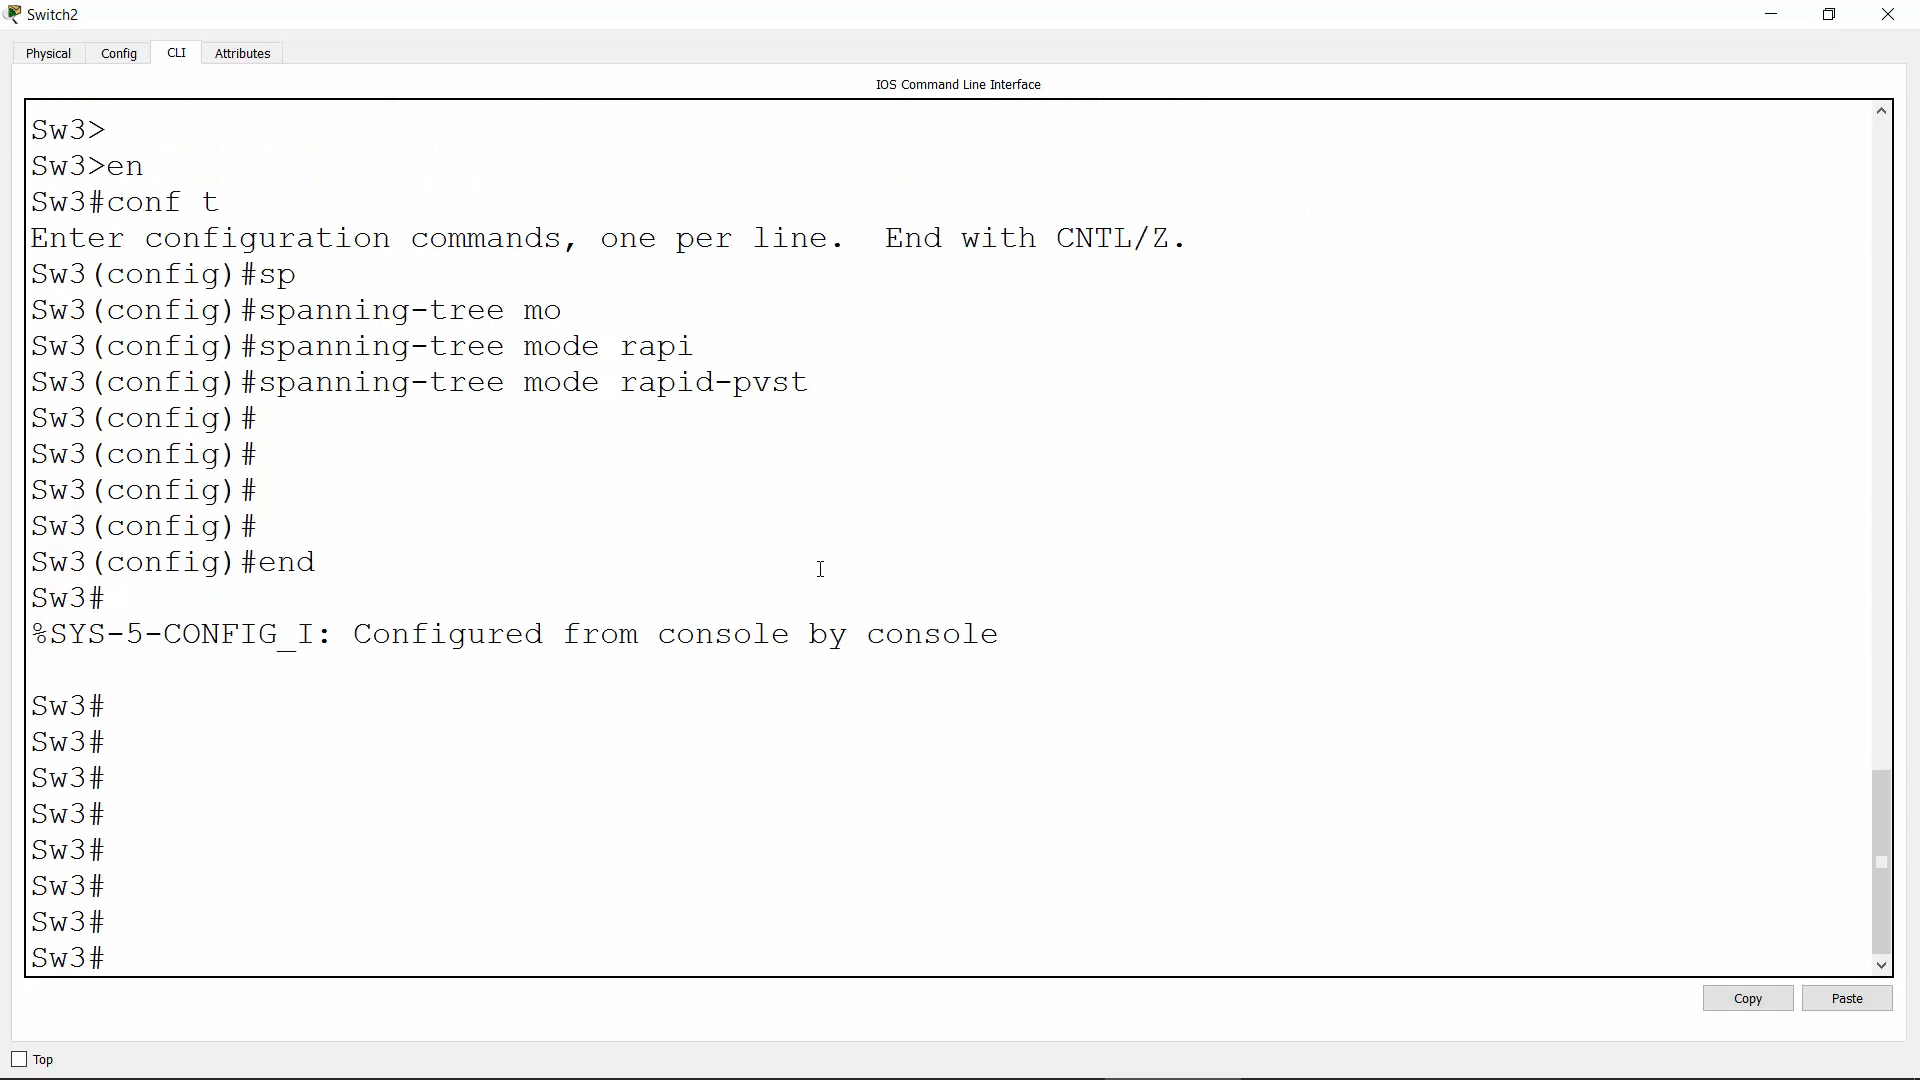 Switch2
Physical Config CLI Attributes
IOS Command Line Interface
Sw3>
Sw3>en
Sw3#conf t
Enter configuration commands, one per line.  End with CNTL/Z.
Sw3(config)#sp
Sw3(config)#spanning-tree mo
Sw3(config)#spanning-tree mode rapi
Sw3(config)#spanning-tree mode rapid-pvst
Sw3(config)#
Sw3(config)#
Sw3(config)#
Sw3(config)#
Sw3(config)#end
Sw3#
%SYS-5-CONFIG_I: Configured from console by console
Sw3#
Sw3#
Sw3#
Sw3#
Sw3#
Sw3#
Sw3#
Sw3#
Copy Paste
Top